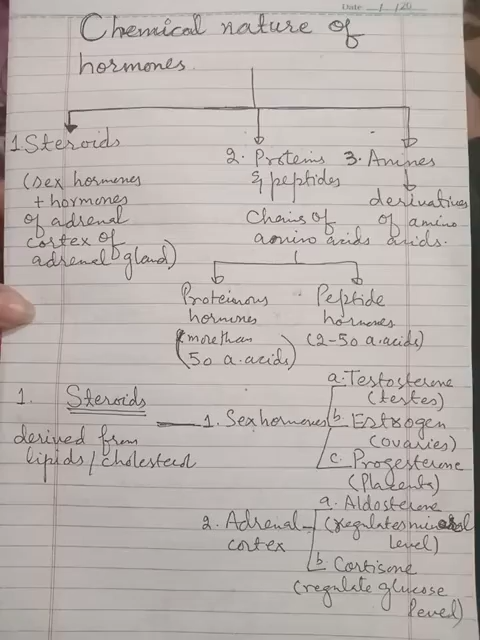 Date __/__/20
Chemical nature of
hormones
1 Steroids
(sex hormones
+ hormones
of adrenal
cortex of
adrenal gland)
2. Proteins
& peptides
Chains of
amino acids
3. Amines
derivatives
of amino
acids.
Proteinous
hormones
(more than
50 a.acids)
Peptide
hormones
(2-50 a.acids)
1. Steroids
derived from
lipids/cholesterol
1. Sex hormones
a. Testosterone
(testes)
b. Estrogen
(ovaries)
c. Progesterone
(Placenta)
2. Adrenal
cortex
a. Aldosterone
(regulates mineral
level)
b. Cortisone
(regulate glucose
level)